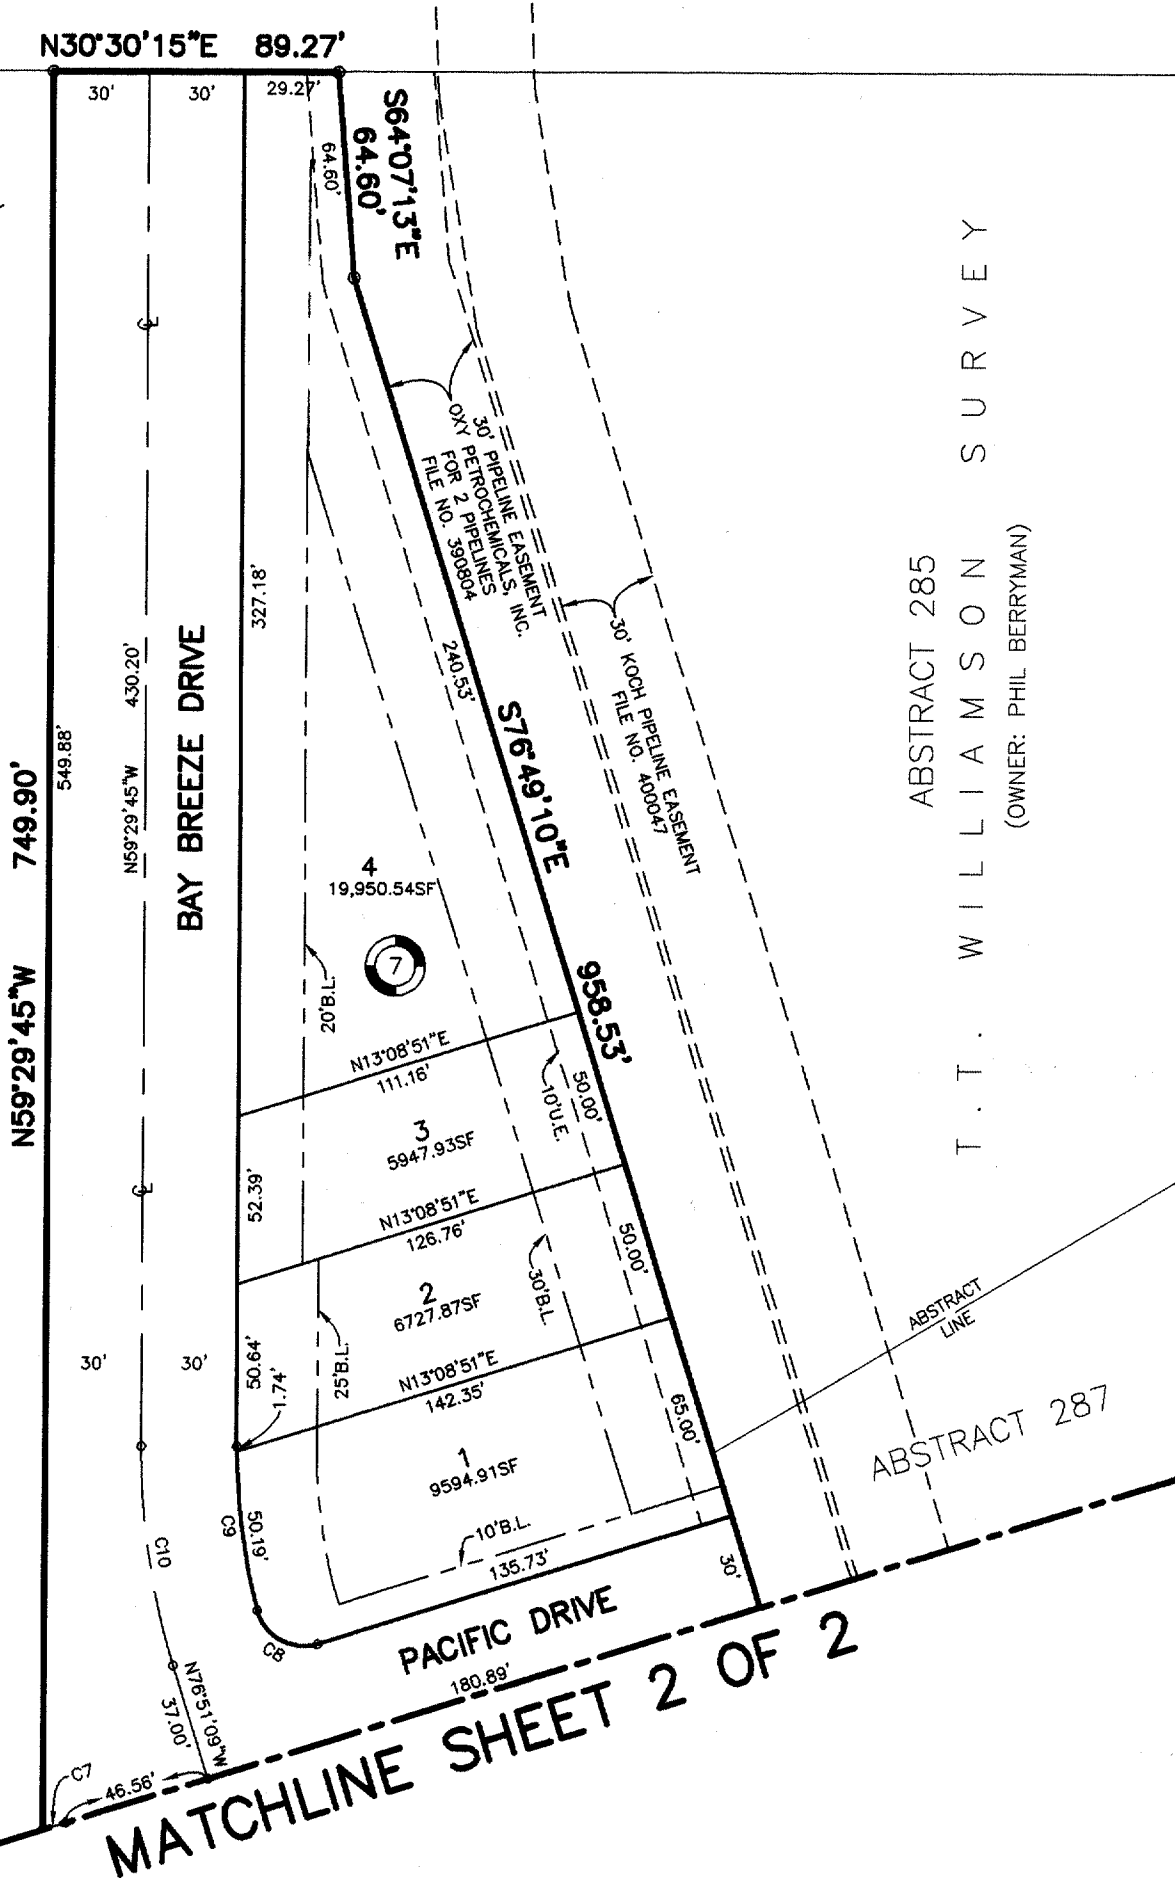 N30°30'15"E 89.27'
30'
30'
29.27'
64.60'
S64°07'13"E
64.60'
30' PIPELINE EASEMENT
OXY PETROCHEMICALS, INC.
FOR 2 PIPELINES
FILE NO. 390804
30' KOCH PIPELINE EASEMENT
FILE NO. 400047
T.T. WILLIAMSON SURVEY
ABSTRACT 285
(OWNER: PHIL BERRYMAN)
327.18'
240.53'
S76°49'10"E 958.53'
N59°29'45"W 749.90'
549.88'
N59°29'45"W 430.20'
BAY BREEZE DRIVE
4
19,950.54SF
7
20'B.L.
N13°08'51"E
111.16'
50.00'
10'U.E.
3
5947.93SF
52.39'
N13°08'51"E
126.76'
50.00'
30'B.L.
2
6727.87SF
30'
30'
50.64'
1.74'
25'B.L.
N13°08'51"E
142.35'
65.00'
ABSTRACT
LINE
ABSTRACT 287
1
9594.91SF
C9
50.19'
C10
10'B.L.
135.73'
30'
C8
PACIFIC DRIVE
180.89'
N76°51'09"W
37.00'
C7
46.56'
MATCHLINE SHEET 2 OF 2